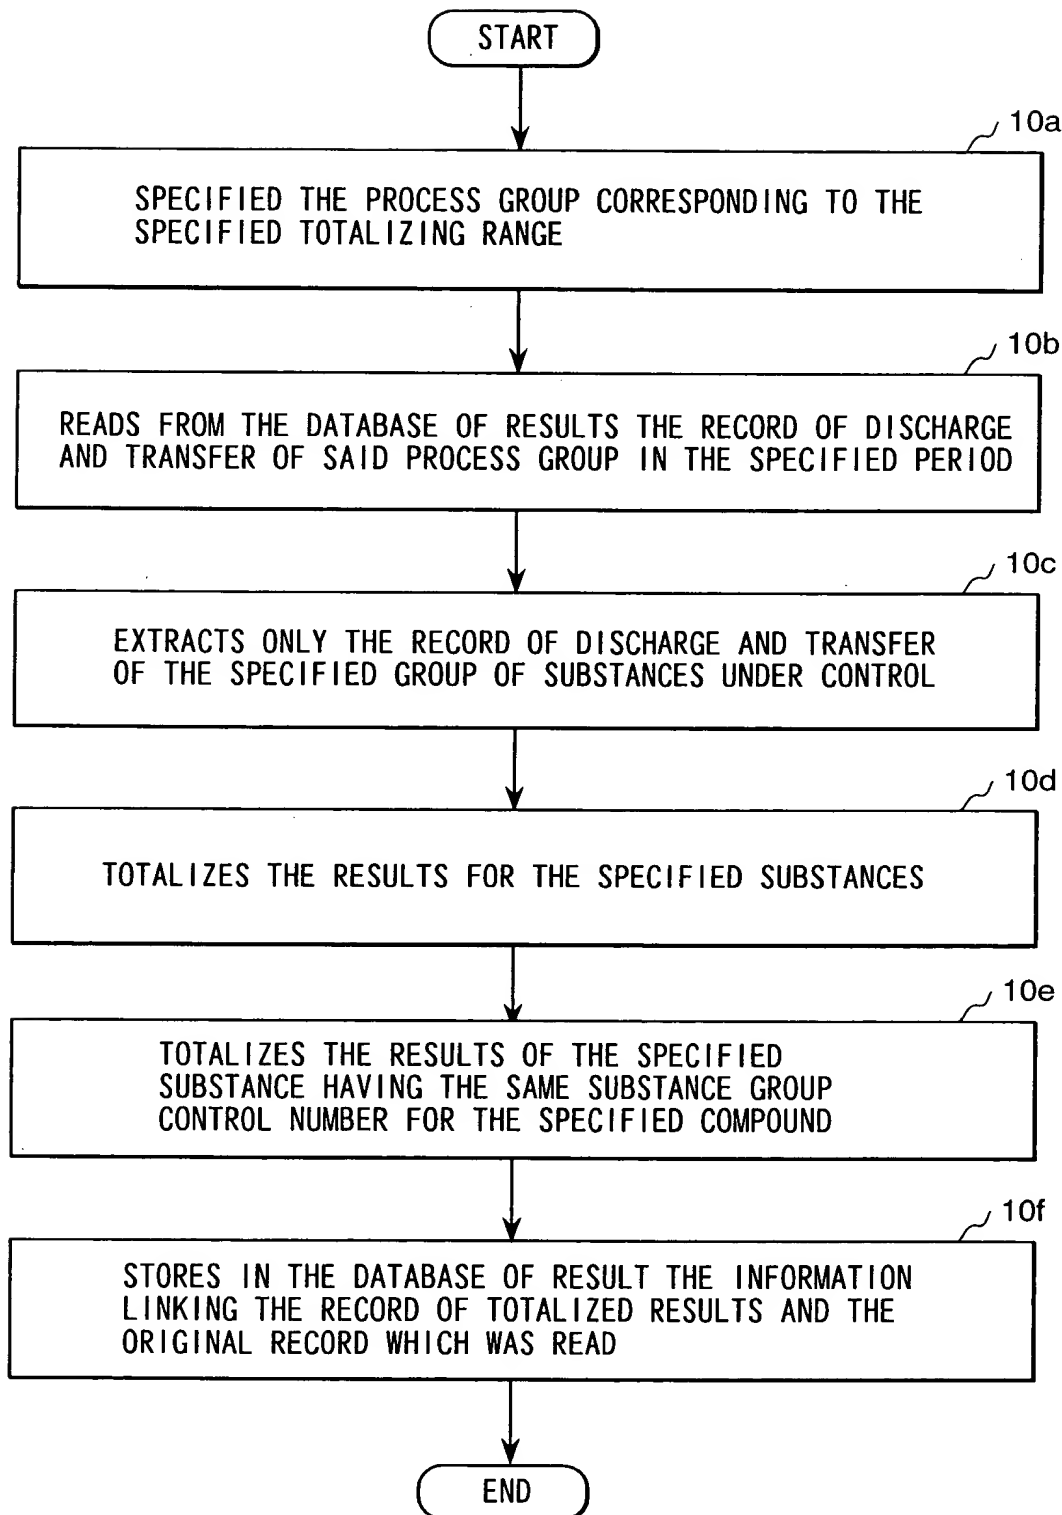 START
10a
SPECIFIED THE PROCESS GROUP CORRESPONDING TO THE
SPECIFIED TOTALIZING RANGE
10b
READS FROM THE DATABASE OF RESULTS THE RECORD OF DISCHARGE
AND TRANSFER OF SAID PROCESS GROUP IN THE SPECIFIED PERIOD
10c
EXTRACTS ONLY THE RECORD OF DISCHARGE AND TRANSFER
OF THE SPECIFIED GROUP OF SUBSTANCES UNDER CONTROL
10d
TOTALIZES THE RESULTS FOR THE SPECIFIED SUBSTANCES
10e
TOTALIZES THE RESULTS OF THE SPECIFIED
SUBSTANCE HAVING THE SAME SUBSTANCE GROUP
CONTROL NUMBER FOR THE SPECIFIED COMPOUND
10f
STORES IN THE DATABASE OF RESULT THE INFORMATION
LINKING THE RECORD OF TOTALIZED RESULTS AND THE
ORIGINAL RECORD WHICH WAS READ
END